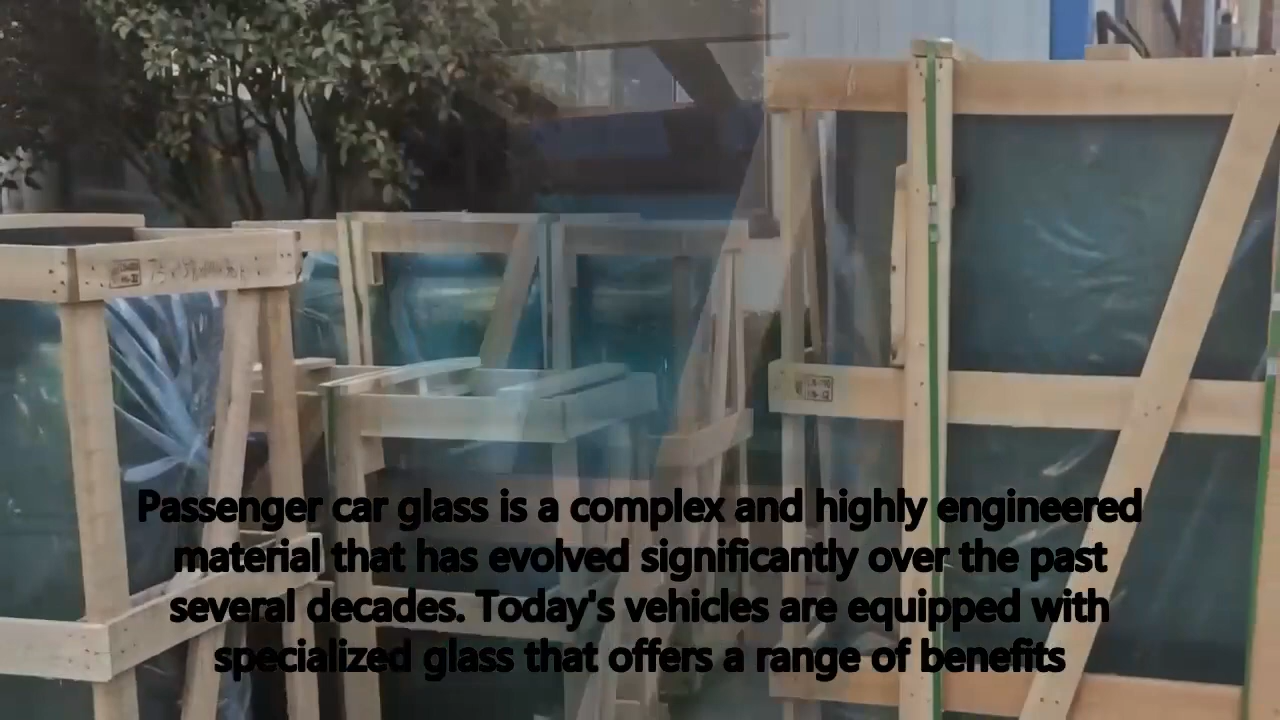 Passenger car glass is a complex and highly engineered
material that has evolved significantly over the past
several decades. Today's vehicles are equipped with
specialized glass that offers a range of benefits